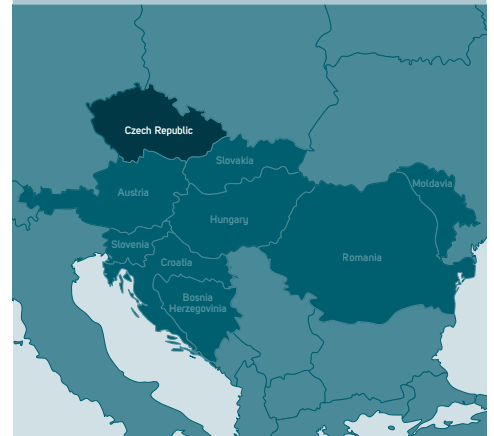 Czech Republic
Slovakia
Moldavia
Austria
Hungary
Slovenia
Romania
Croatia
Bosnia
Herzegovinia